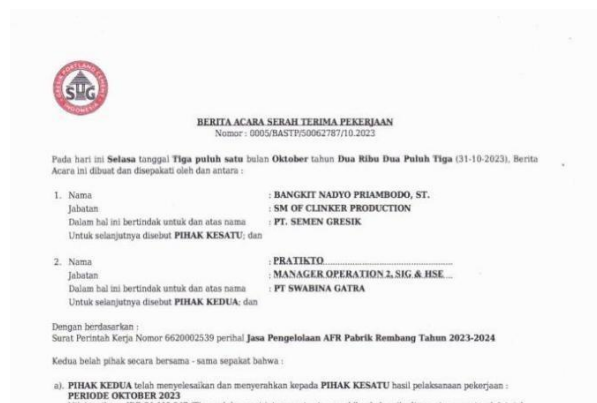 GRESIK PORTLAND CEMENT
SIG
INDONESIA
BERITA ACARA SERAH TERIMA PEKERJAAN
Nomor : 0005/BASTP/50062787/10.2023
Pada hari ini Selasa tanggal Tiga puluh satu bulan Oktober tahun Dua Ribu Dua Puluh Tiga (31-10-2023), Berita
Acara ini dibuat dan disepakati oleh dan antara :
1. Nama : BANGKIT NADYO PRIAMBODO, ST.
Jabatan : SM OF CLINKER PRODUCTION
Dalam hal ini bertindak untuk dan atas nama : PT. SEMEN GRESIK
Untuk selanjutnya disebut PIHAK KESATU; dan
2. Nama : PRATIKTO
Jabatan : MANAGER OPERATION 2, SIG & HSE
Dalam hal ini bertindak untuk dan atas nama : PT SWABINA GATRA
Untuk selanjutnya disebut PIHAK KEDUA; dan
Dengan berdasarkan :
Surat Perintah Kerja Nomor 6620002539 perihal Jasa Pengelolaan AFR Pabrik Rembang Tahun 2023-2024
Kedua belah pihak secara bersama - sama sepakat bahwa :
a). PIHAK KEDUA telah menyelesaikan dan menyerahkan kepada PIHAK KESATU hasil pelaksanaan pekerjaan :
PERIODE OKTOBER 2023